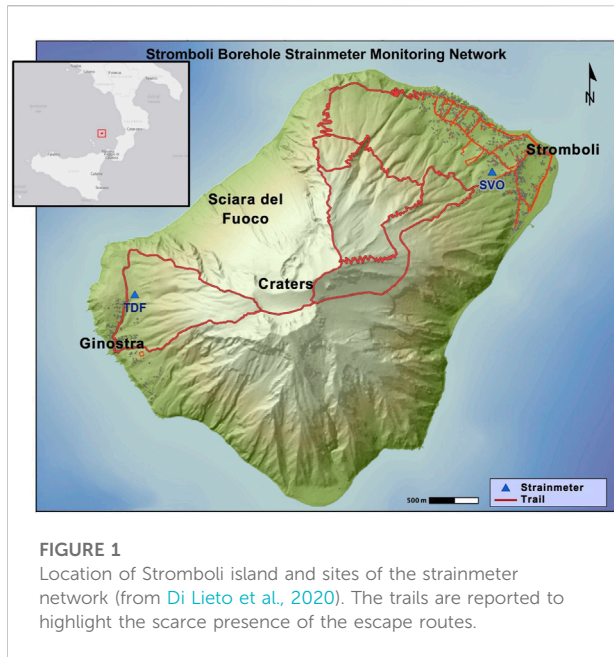 Stromboli Borehole Strainmeter Monitoring Network
N
Stromboli
SVO
Sciara del
Fuoco
Craters
TDF
Ginostra
500 m
Strainmeter
Trail
FIGURE 1
Location of Stromboli island and sites of the strainmeter
network (from Di Lieto et al., 2020). The trails are reported to
highlight the scarce presence of the escape routes.